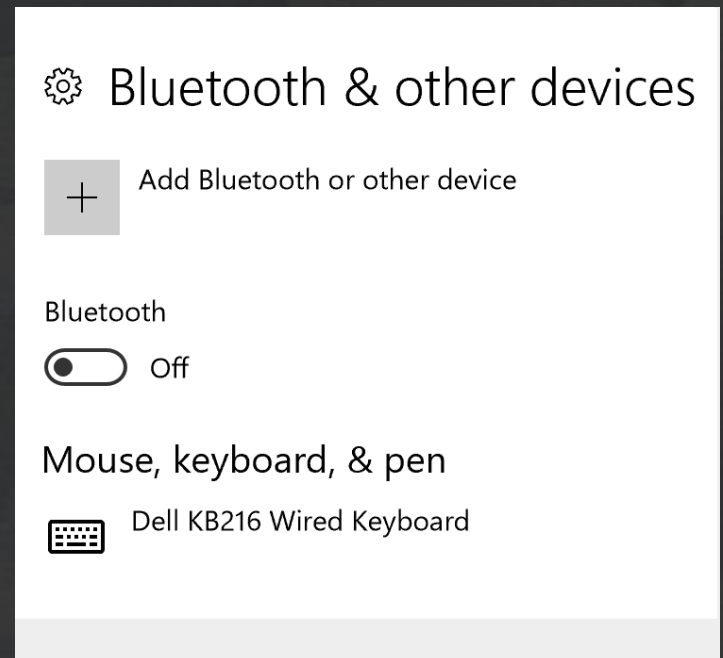 Bluetooth & other devices
Add Bluetooth or other device
Bluetooth
Off
Mouse, keyboard, & pen
Dell KB216 Wired Keyboard